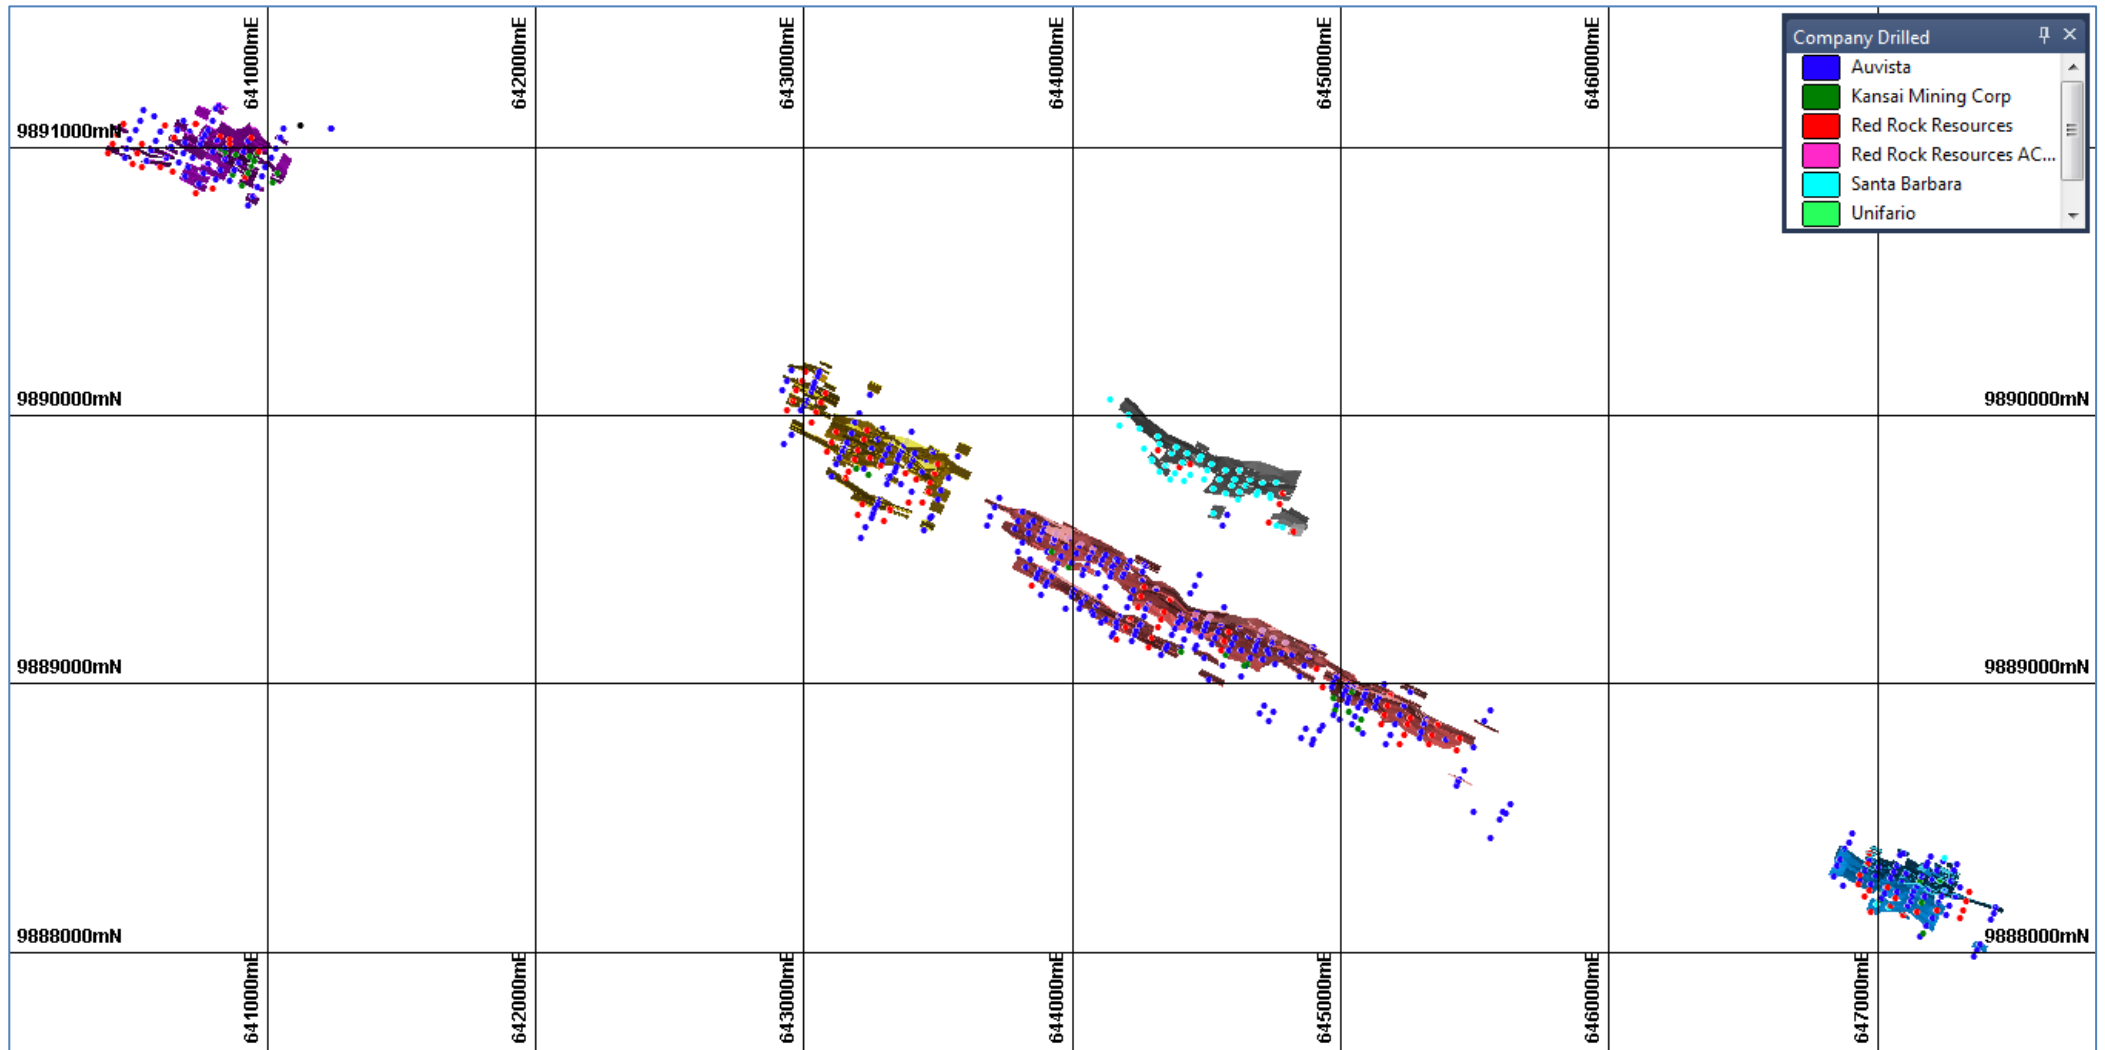 641000mE
642000mE
643000mE
644000mE
645000mE
646000mE
Company Drilled
Auvista
Kansai Mining Corp
Red Rock Resources
Red Rock Resources AC...
Santa Barbara
Unifario
9891000mN
9890000mN
9890000mN
9889000mN
9889000mN
9888000mN
9888000mN
641000mE
642000mE
643000mE
644000mE
645000mE
646000mE
647000mE